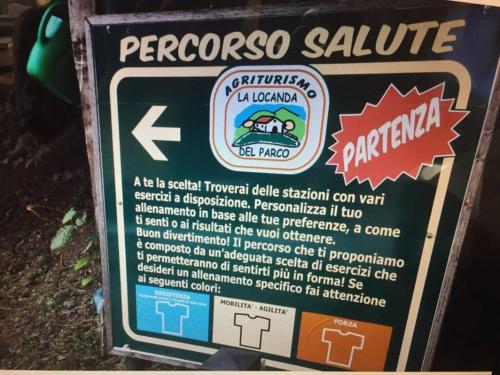 PERCORSO SALUTE
AGRITURISMO
LA LOCANDA
DEL PARCO
PARTENZA
A te la scelta! Troverai delle stazioni con vari
esercizi a disposizione. Personalizza il tuo
allenamento in base alle tue preferenze, a come
ti senti o ai risultati che vuoi ottenere.
Buon divertimento! Il percorso che ti proponiamo
è composto da un'adeguata scelta di esercizi che
ti permetteranno di sentirti più in forma! Se
desideri un allenamento specifico fai attenzione
ai seguenti colori:
RESISTENZA
MOBILITA' - AGILITA'
FORZA